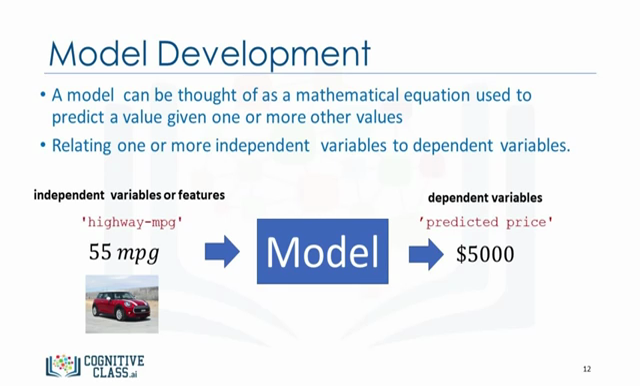 Model Development
• A model can be thought of as a mathematical equation used to
predict a value given one or more other values
• Relating one or more independent variables to dependent variables.
independent variables or features
dependent variables
'highway-mpg'
'predicted price'
55 mpg
Model
$5000
COGNITIVE
CLASS.ai
12